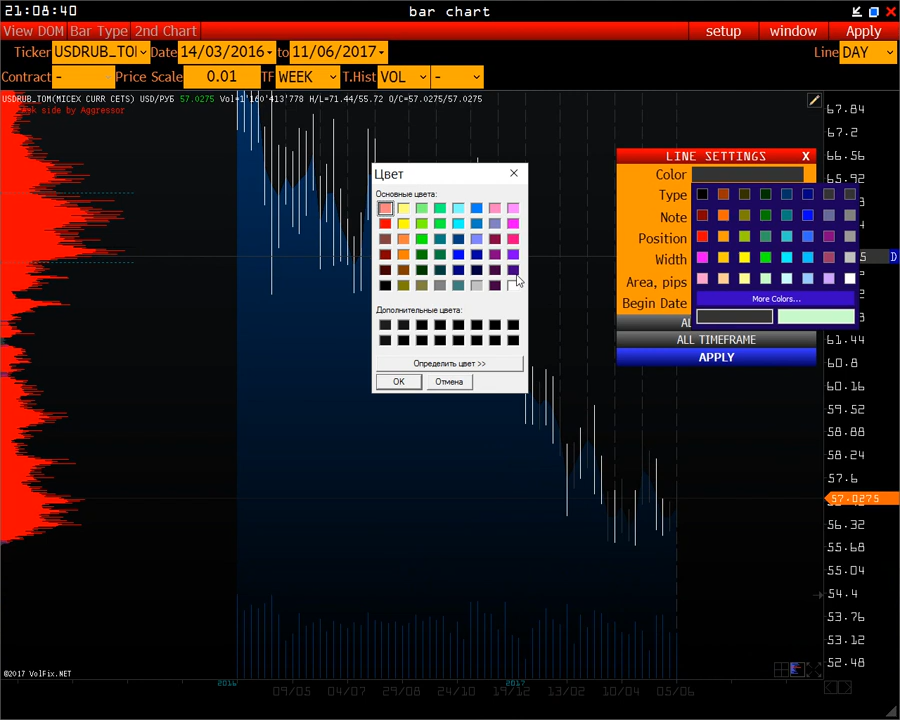 21:08:40
bar chart
View DOM Bar Type 2nd Chart
setup window Apply
Ticker USDRUB_TO Date 14/03/2016 to 11/06/2017
Line DAY
Contract - Price Scale 0.01 TF WEEK T.Hist VOL -
USDRUB_TOM(MICEX CURR CETS) USD/РУБ 57.0275 Vol=1'160'413'778 H/L=71.44/55.72 O/C=57.0275/57.0275
side by Aggressor
67.84
67.2
66.56
65.92
5 D
61.44
60.8
60.16
59.52
58.88
58.24
57.6
57.0275
56.32
55.68
55.04
54.4
53.76
53.12
52.48
Цвет
Основные цвета:
Дополнительные цвета:
Определить цвет >>
OK Отмена
LINE SETTINGS X
Color
Type
Note
Position
Width
Area, pips
Begin Date
More Colors...
AL
ALL TIMEFRAME
APPLY
©2017 VolFix.NET
2016 2017
09/05 04/07 29/08 24/10 19/12 13/02 10/04 05/06